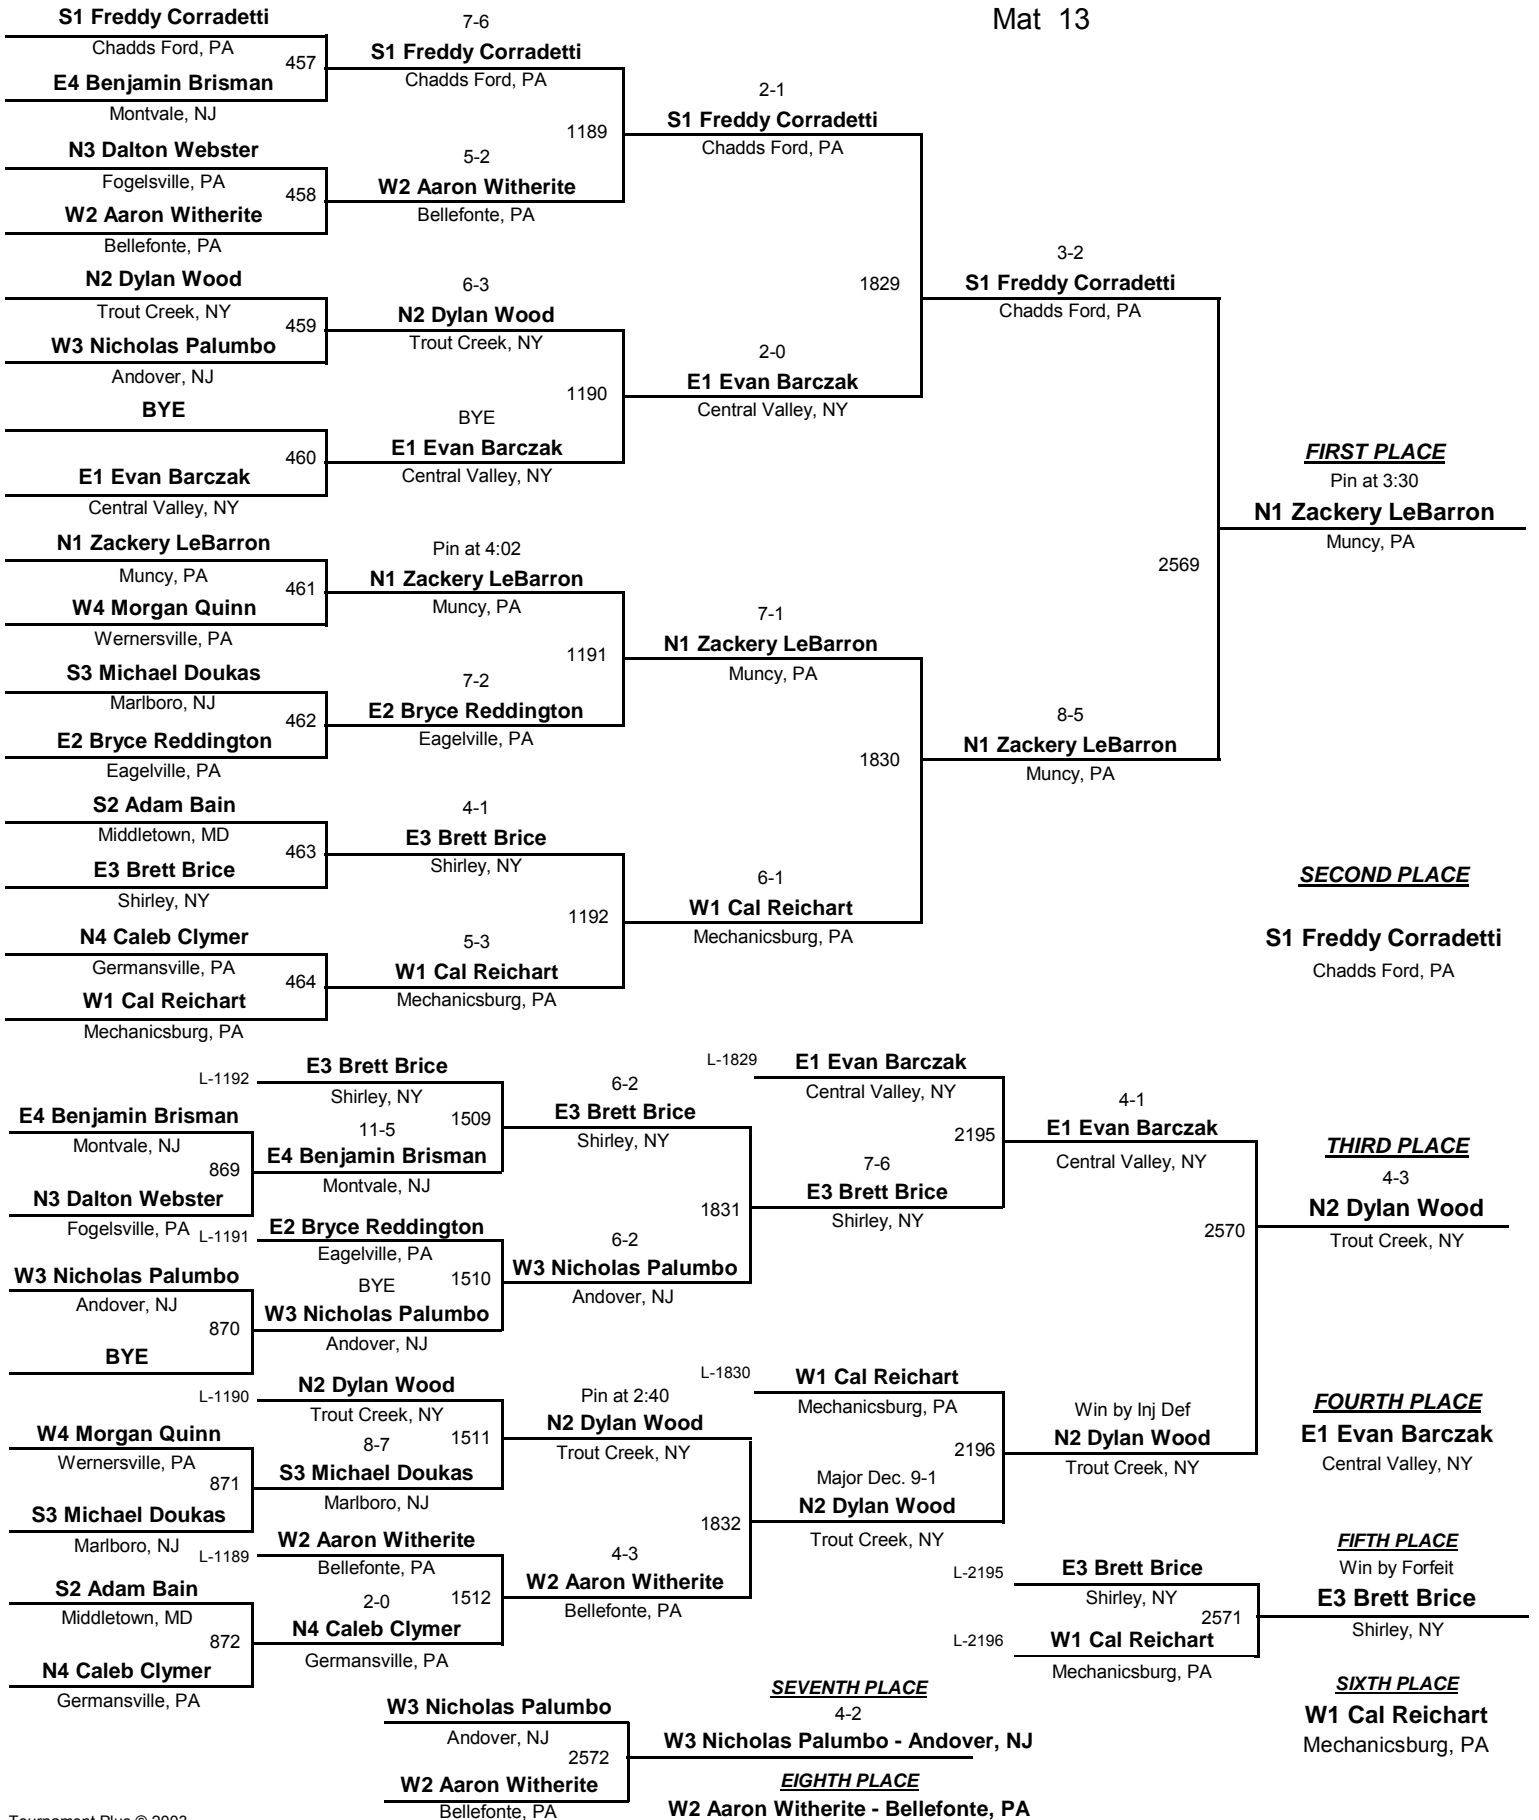 Mat 13
S1 Freddy Corradetti
Chadds Ford, PA
457
E4 Benjamin Brisman
Montvale, NJ
N3 Dalton Webster
Fogelsville, PA
458
W2 Aaron Witherite
Bellefonte, PA
N2 Dylan Wood
Trout Creek, NY
459
W3 Nicholas Palumbo
Andover, NJ
BYE
460
E1 Evan Barczak
Central Valley, NY
N1 Zackery LeBarron
Muncy, PA
461
W4 Morgan Quinn
Wernersville, PA
S3 Michael Doukas
Marlboro, NJ
462
E2 Bryce Reddington
Eagelville, PA
S2 Adam Bain
Middletown, MD
463
E3 Brett Brice
Shirley, NY
N4 Caleb Clymer
Germansville, PA
464
W1 Cal Reichart
Mechanicsburg, PA
7-6
S1 Freddy Corradetti
Chadds Ford, PA
1189
5-2
W2 Aaron Witherite
Bellefonte, PA
6-3
N2 Dylan Wood
Trout Creek, NY
1190
BYE
E1 Evan Barczak
Central Valley, NY
Pin at 4:02
N1 Zackery LeBarron
Muncy, PA
1191
7-2
E2 Bryce Reddington
Eagelville, PA
4-1
E3 Brett Brice
Shirley, NY
1192
5-3
W1 Cal Reichart
Mechanicsburg, PA
2-1
S1 Freddy Corradetti
Chadds Ford, PA
1829
2-0
E1 Evan Barczak
Central Valley, NY
7-1
N1 Zackery LeBarron
Muncy, PA
1830
6-1
W1 Cal Reichart
Mechanicsburg, PA
3-2
S1 Freddy Corradetti
Chadds Ford, PA
2569
8-5
N1 Zackery LeBarron
Muncy, PA
FIRST PLACE
Pin at 3:30
N1 Zackery LeBarron
Muncy, PA
SECOND PLACE
S1 Freddy Corradetti
Chadds Ford, PA
L-1192
E3 Brett Brice
Shirley, NY
1509
E4 Benjamin Brisman
Montvale, NJ
869
N3 Dalton Webster
Fogelsville, PA
11-5
E4 Benjamin Brisman
Montvale, NJ
L-1191
E2 Bryce Reddington
Eagelville, PA
1510
W3 Nicholas Palumbo
Andover, NJ
870
BYE
BYE
W3 Nicholas Palumbo
Andover, NJ
L-1190
N2 Dylan Wood
Trout Creek, NY
1511
W4 Morgan Quinn
Wernersville, PA
871
S3 Michael Doukas
Marlboro, NJ
8-7
S3 Michael Doukas
Marlboro, NJ
L-1189
W2 Aaron Witherite
Bellefonte, PA
1512
S2 Adam Bain
Middletown, MD
872
N4 Caleb Clymer
Germansville, PA
2-0
N4 Caleb Clymer
Germansville, PA
6-2
E3 Brett Brice
Shirley, NY
1831
6-2
W3 Nicholas Palumbo
Andover, NJ
Pin at 2:40
N2 Dylan Wood
Trout Creek, NY
1832
4-3
W2 Aaron Witherite
Bellefonte, PA
L-1829
E1 Evan Barczak
Central Valley, NY
2195
7-6
E3 Brett Brice
Shirley, NY
L-1830
W1 Cal Reichart
Mechanicsburg, PA
2196
Major Dec. 9-1
N2 Dylan Wood
Trout Creek, NY
4-1
E1 Evan Barczak
Central Valley, NY
2570
Win by Inj Def
N2 Dylan Wood
Trout Creek, NY
THIRD PLACE
4-3
N2 Dylan Wood
Trout Creek, NY
FOURTH PLACE
E1 Evan Barczak
Central Valley, NY
L-2195
E3 Brett Brice
Shirley, NY
2571
L-2196
W1 Cal Reichart
Mechanicsburg, PA
FIFTH PLACE
Win by Forfeit
E3 Brett Brice
Shirley, NY
SIXTH PLACE
W1 Cal Reichart
Mechanicsburg, PA
W3 Nicholas Palumbo
Andover, NJ
2572
W2 Aaron Witherite
Bellefonte, PA
SEVENTH PLACE
4-2
W3 Nicholas Palumbo - Andover, NJ
EIGHTH PLACE
W2 Aaron Witherite - Bellefonte, PA
Tournament Plus © 2003